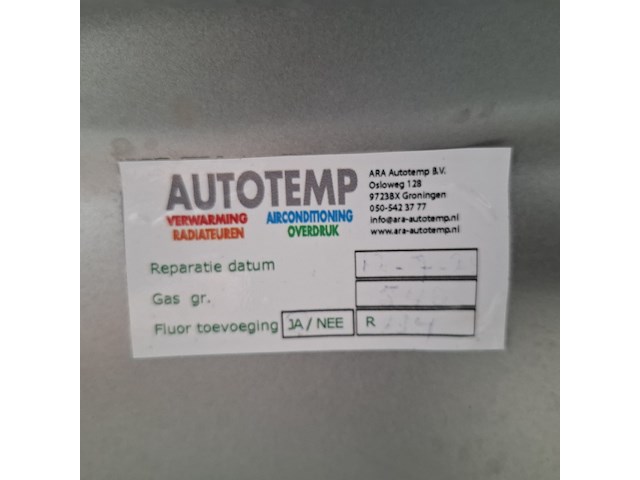 AUTOTEMP
VERWARMING AIRCONDITIONING
RADIATEUREN OVERDRUK
ARA Autotemp B.V.
Osloweg 128
9723BX Groningen
050-542 37 77
info@ara-autotemp.nl
www.ara-autotemp.nl
Reparatie datum
Gas gr.
Fluor toevoeging JA / NEE R